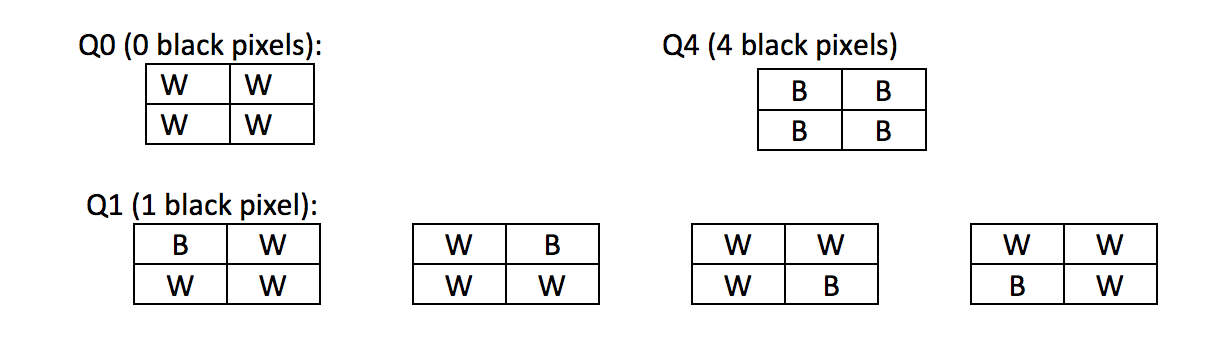 Q0 (0 black pixels):
W W
W W
Q4 (4 black pixels)
B B
B B
Q1 (1 black pixel):
B W
W W
W B
W W
W W
W B
W W
B W